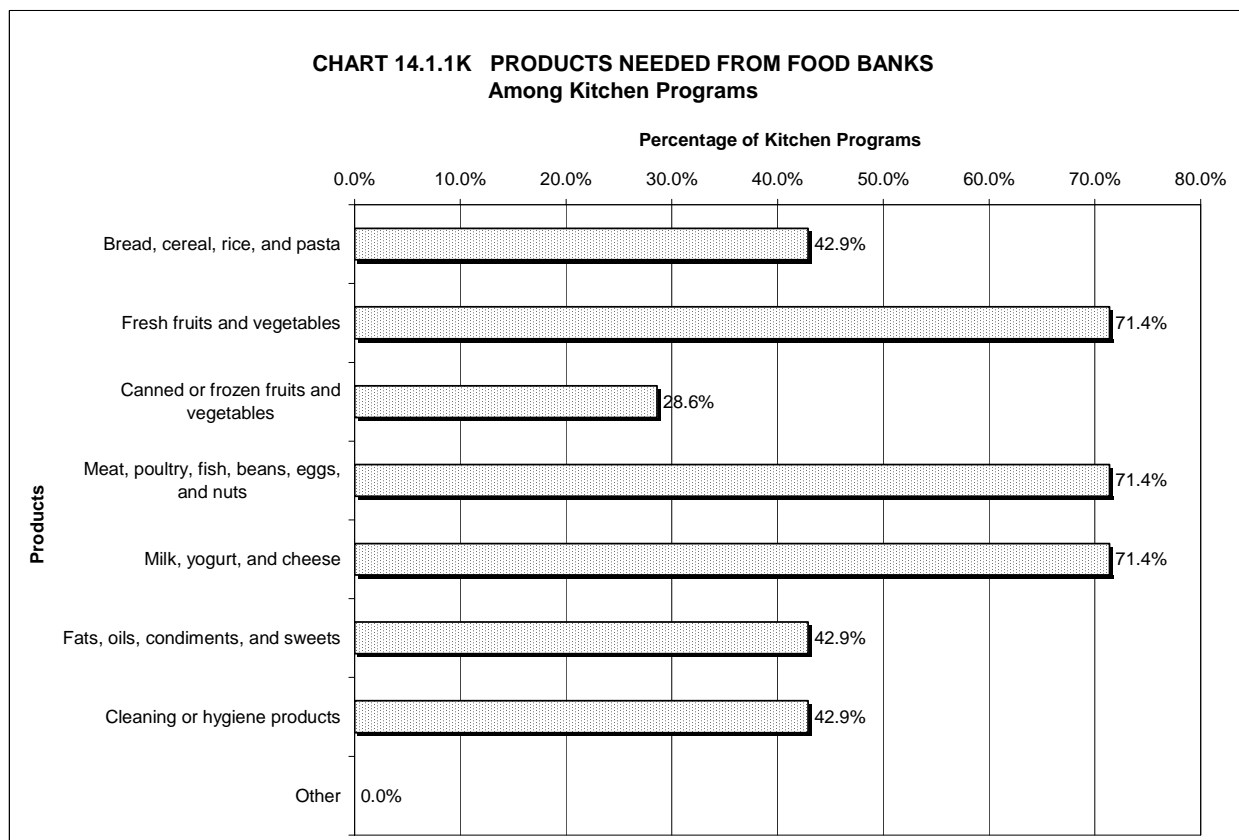 CHART 14.1.1K   PRODUCTS NEEDED FROM FOOD BANKS
Among Kitchen Programs
Percentage of Kitchen Programs
0.0% 10.0% 20.0% 30.0% 40.0% 50.0% 60.0% 70.0% 80.0%
Products
Bread, cereal, rice, and pasta 42.9%
Fresh fruits and vegetables 71.4%
Canned or frozen fruits and
vegetables 28.6%
Meat, poultry, fish, beans, eggs,
and nuts 71.4%
Milk, yogurt, and cheese 71.4%
Fats, oils, condiments, and sweets 42.9%
Cleaning or hygiene products 42.9%
Other 0.0%